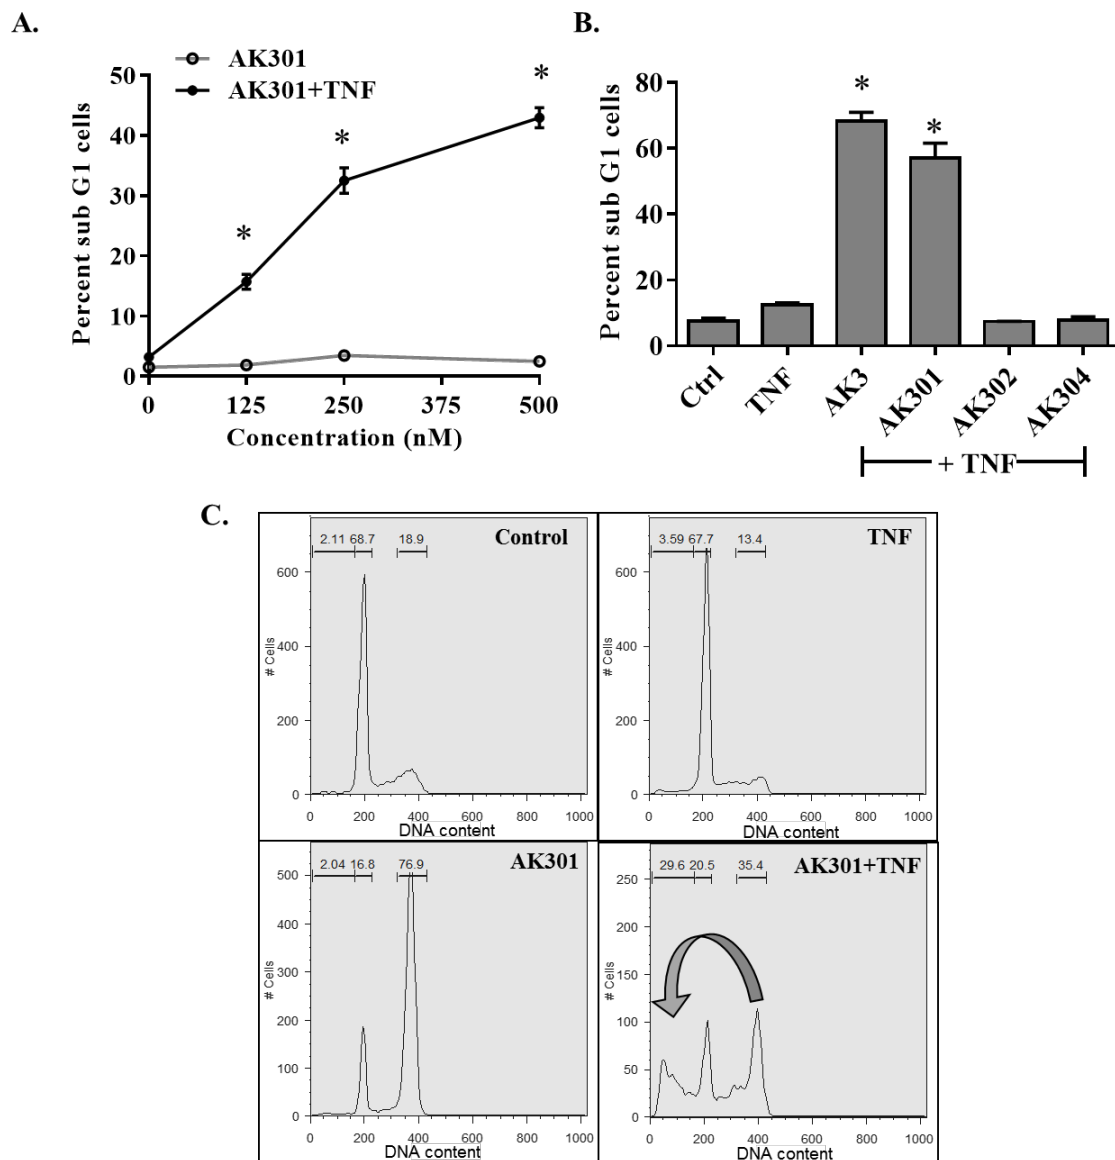 A.
AK301
AK301+TNF
Percent sub G1 cells
50
40
30
20
10
0
*
*
*
0 125 250 375 500
Concentration (nM)
B.
Percent sub G1 cells
80
60
40
20
0
*
*
Ctrl TNF AK3 AK301 AK302 AK304
+ TNF
C.
Control
2.11 68.7 18.9
# Cells
600
400
200
0
0 200 400 600 800 1000
DNA content
TNF
3.59 67.7 13.4
# Cells
600
400
200
0
0 200 400 600 800 1000
DNA content
AK301
2.04 16.8 76.9
# Cells
500
400
300
200
100
0
0 200 400 600 800 1000
DNA content
AK301+TNF
29.6 20.5 35.4
# Cells
250
200
150
100
50
0
0 200 400 600 800 1000
DNA content